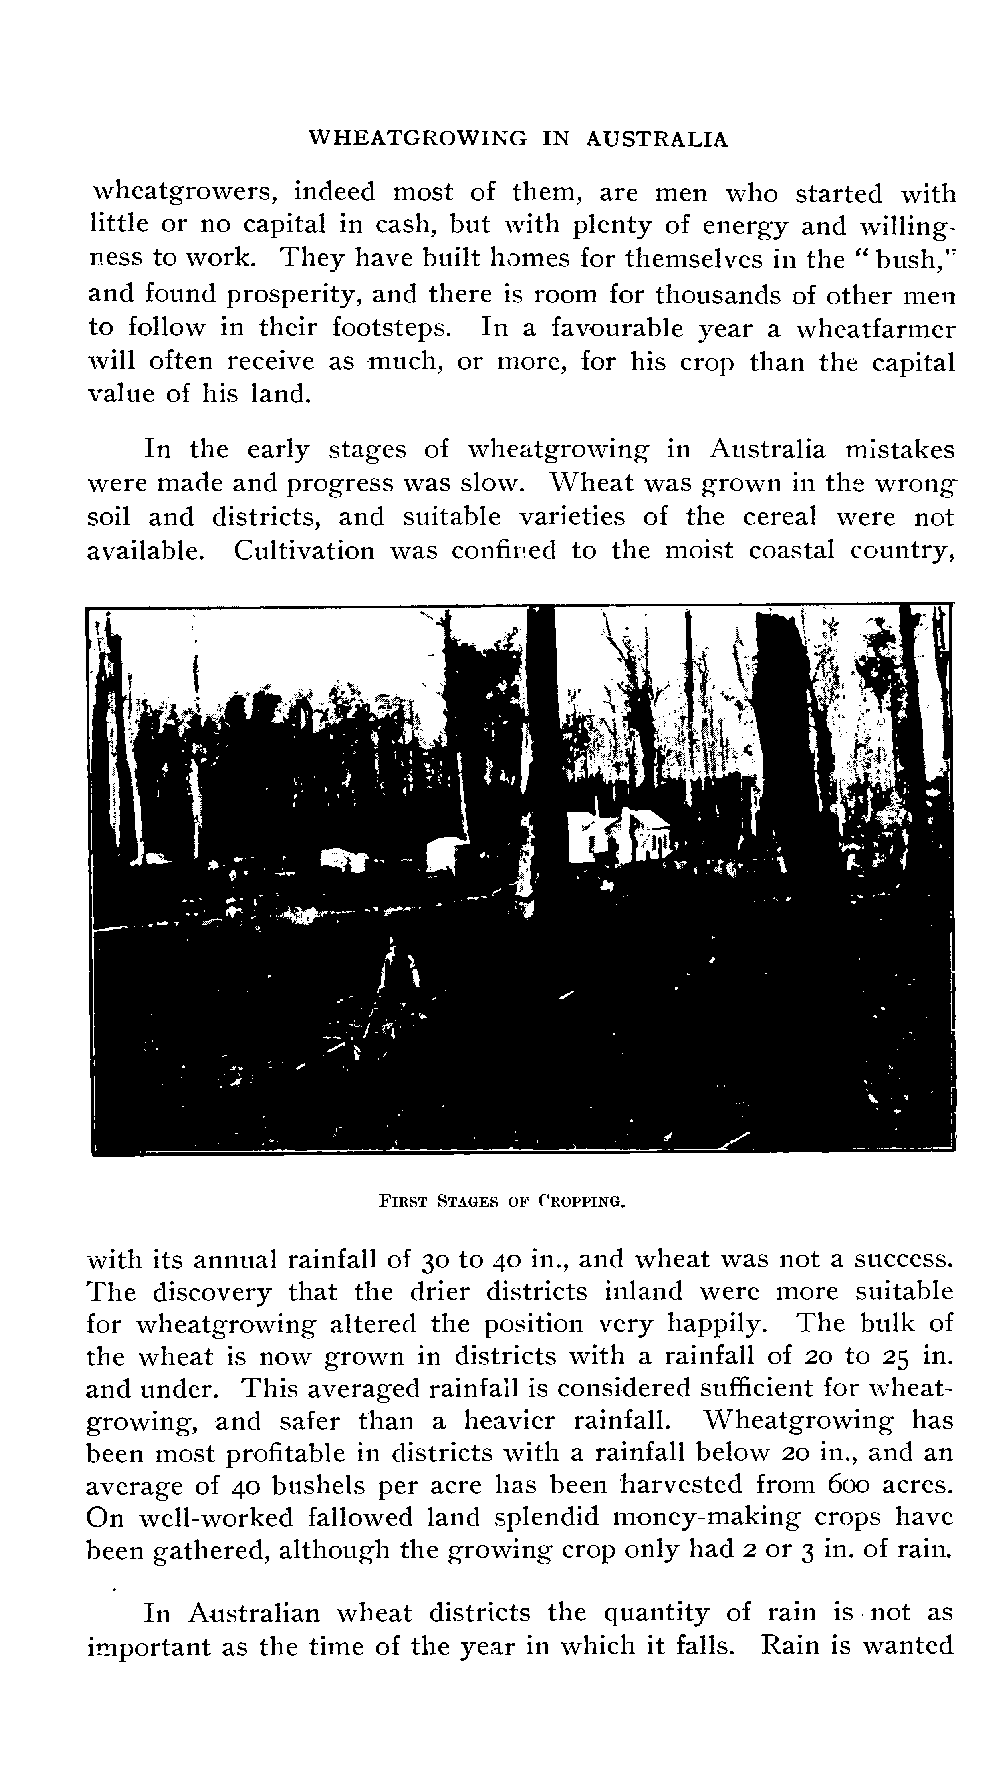 WHEATGROWING IN AUSTRALIA
wheatgrowers, indeed most of them, are men who started with
little or no capital in cash, but with plenty of energy and willing-
ness to work. They have built homes for themselves in the "bush,"
and found prosperity, and there is room for thousands of other men
to follow in their footsteps. In a favourable year a wheatfarmer
will often receive as much, or more, for his crop than the capital
value of his land.
In the early stages of wheatgrowing in Australia mistakes
were made and progress was slow. Wheat was grown in the wrong
soil and districts, and suitable varieties of the cereal were not
available. Cultivation was confined to the moist coastal country,
FIRST STAGES OF CROPPING.
with its annual rainfall of 30 to 40 in., and wheat was not a success.
The discovery that the drier districts inland were more suitable
for wheatgrowing altered the position very happily. The bulk of
the wheat is now grown in districts with a rainfall of 20 to 25 in.
and under. This averaged rainfall is considered sufficient for wheat-
growing, and safer than a heavier rainfall. Wheatgrowing has
been most profitable in districts with a rainfall below 20 in., and an
average of 40 bushels per acre has been harvested from 600 acres.
On well-worked fallowed land splendid money-making crops have
been gathered, although the growing crop only had 2 or 3 in. of rain.
In Australian wheat districts the quantity of rain is not as
important as the time of the year in which it falls. Rain is wanted